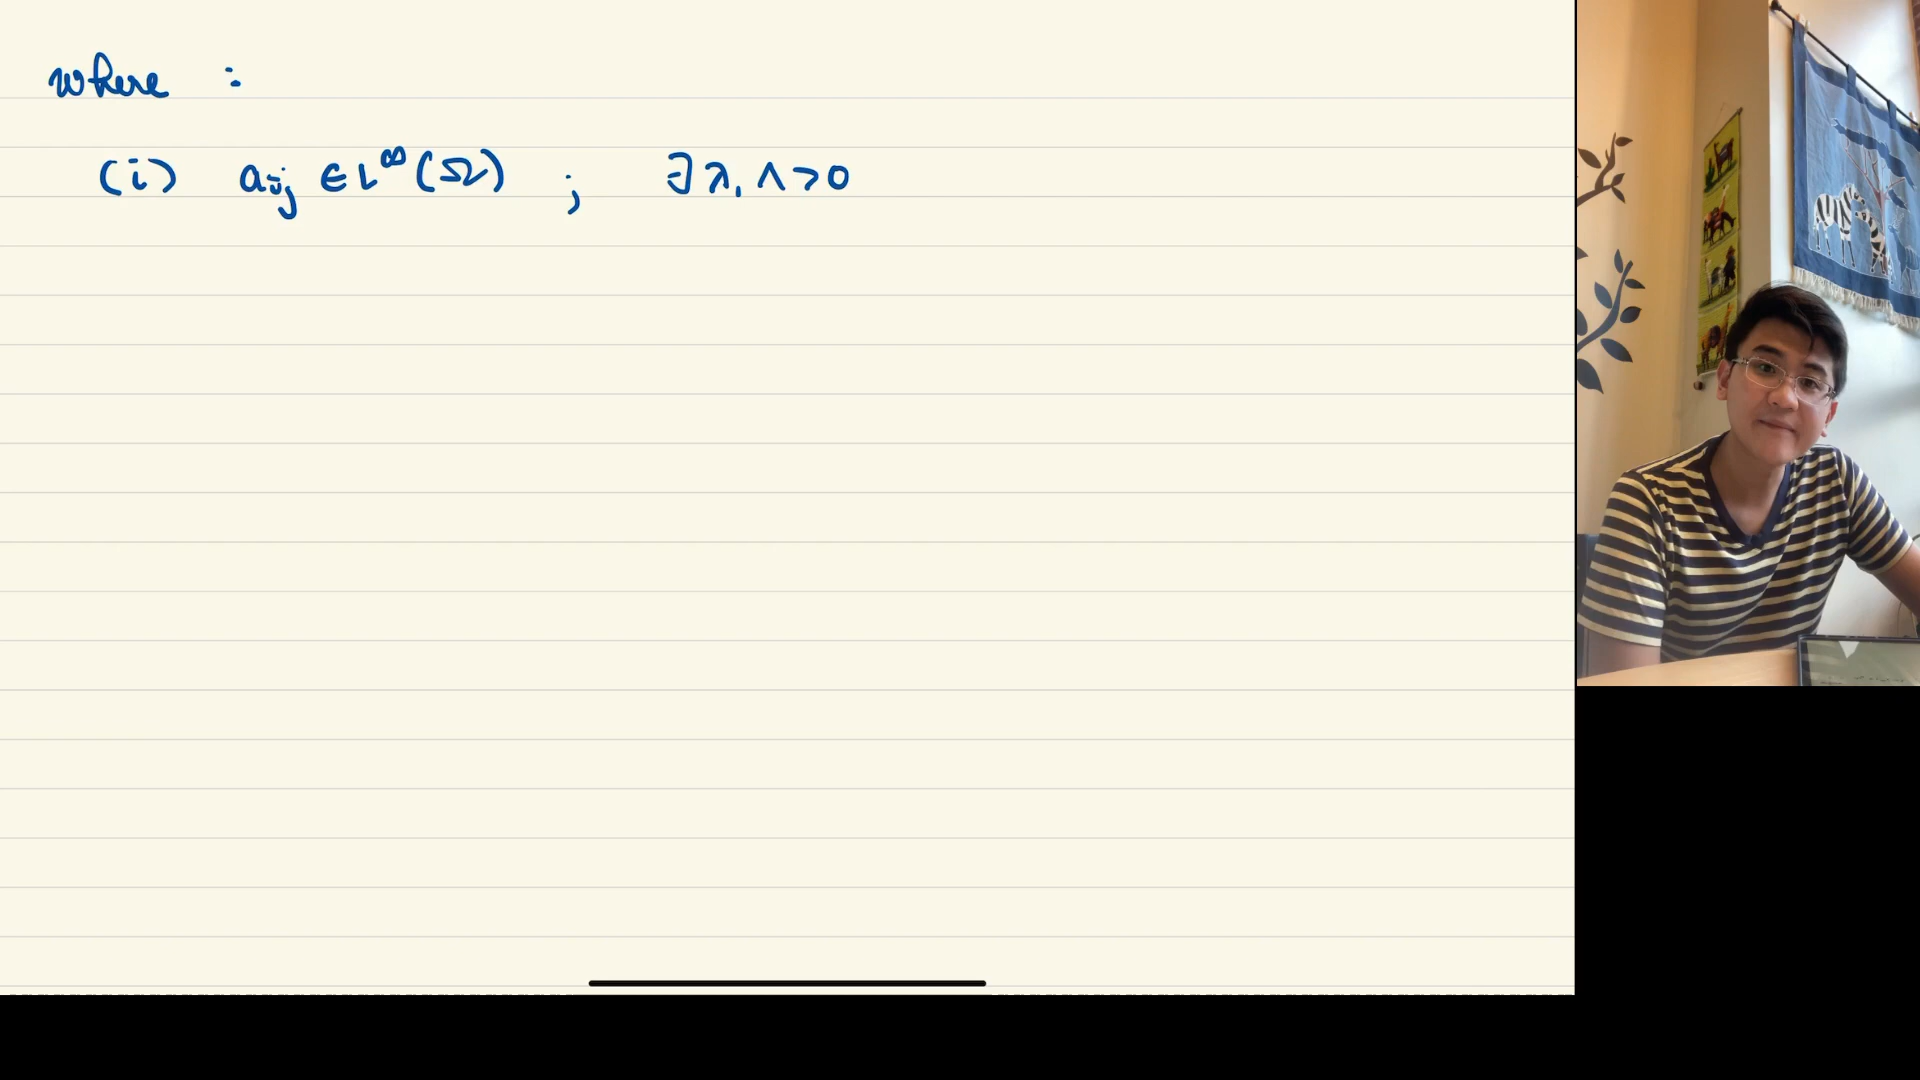 where :
(i) aᵢⱼ ∈ L^∞(Ω) ; ∃ λ, Λ > 0